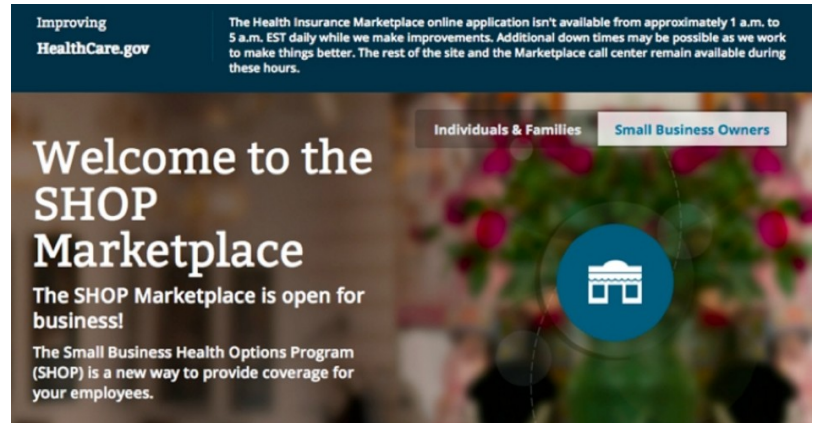 Improving
HealthCare.gov
The Health Insurance Marketplace online application isn't available from approximately 1 a.m. to
5 a.m. EST daily while we make improvements. Additional down times may be possible as we work
to make things better. The rest of the site and the Marketplace call center remain available during
these hours.
Individuals & Families
Small Business Owners
Welcome to the
SHOP
Marketplace
The SHOP Marketplace is open for
business!
The Small Business Health Options Program
(SHOP) is a new way to provide coverage for
your employees.